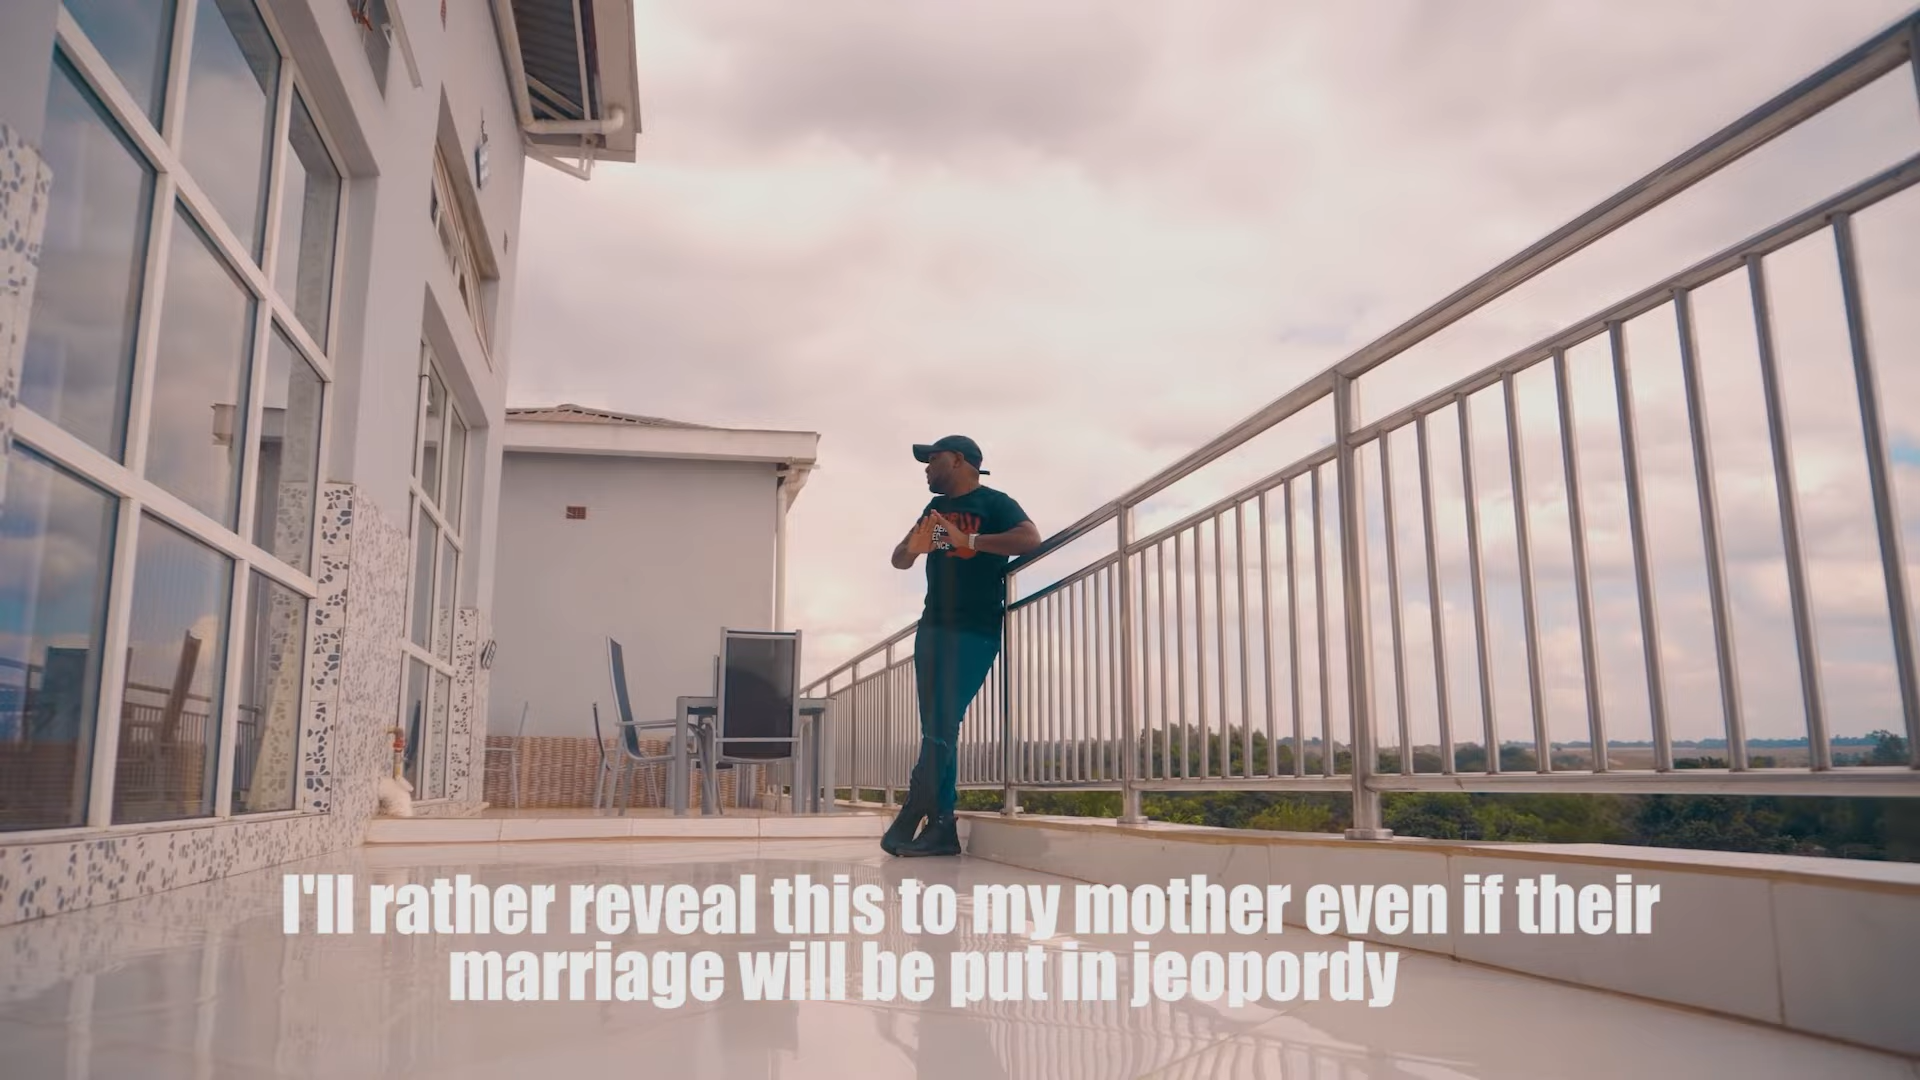 I'll rather reveal this to my mother even if their
marriage will be put in jeopordy